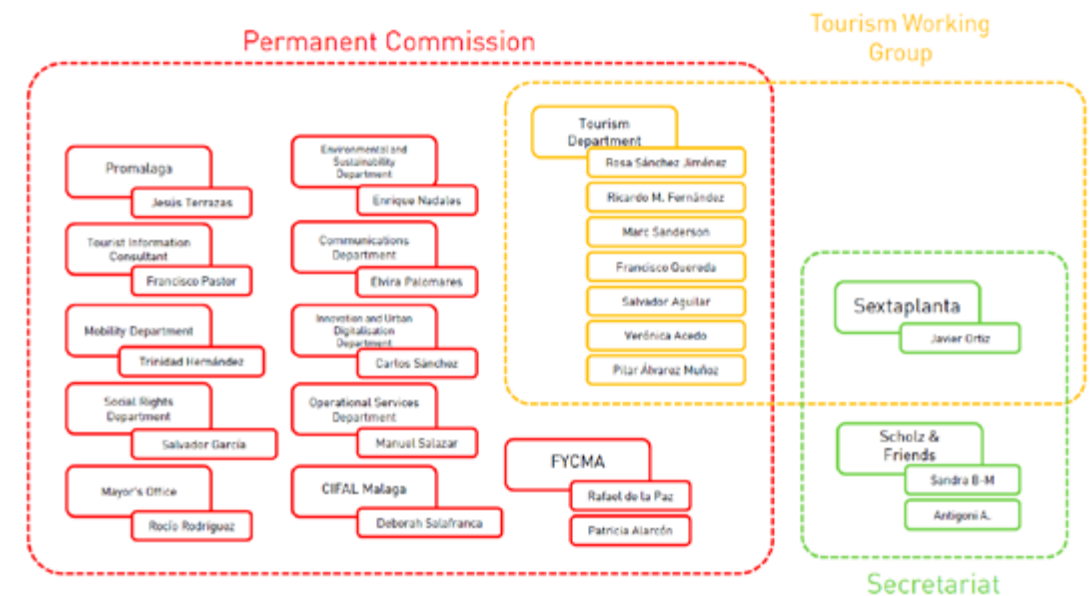 Permanent Commission
Tourism Working
Group
Promalaga
Jesús Terrazas
Tourist Information
Consultant
Francisco Pastor
Mobility Department
Trinidad Hernández
Social Rights
Department
Salvador García
Mayor's Office
Rocío Rodríguez
Environmental and
Sustainability
Department
Enrique Nadales
Communications
Department
Elvira Palomares
Innovation and Urban
Digitalisation
Department
Carlos Sánchez
Operational Services
Department
Manuel Salazar
CIFAL Malaga
Deborah Salafranca
Tourism
Department
Rosa Sánchez Jiménez
Ricardo M. Fernández
Marc Sanderson
Francisco Quereda
Salvador Aguilar
Verónica Acedo
Pilar Álvarez Muñoz
FYCMA
Rafael de la Paz
Patricia Alarcón
Sextaplanta
Javier Ortiz
Scholz &
Friends
Sandra B-M
Antigoni A.
Secretariat